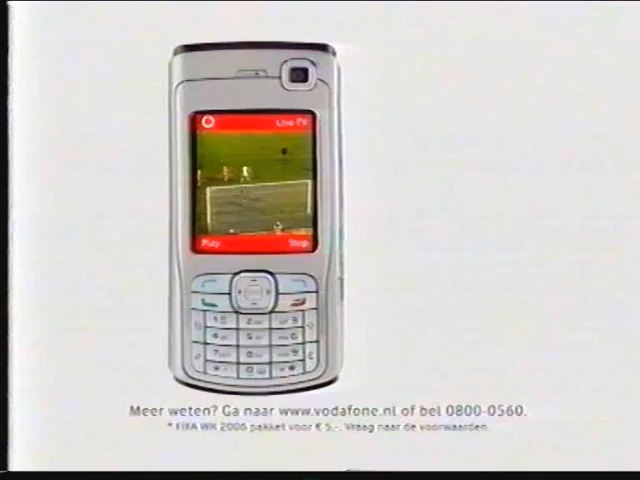 Live TV
Play Stop
Meer weten? Ga naar www.vodafone.nl of bel 0800-0560.
* FIFA WK 2006 pakket voor € 5,-. Vraag naar de voorwaarden.